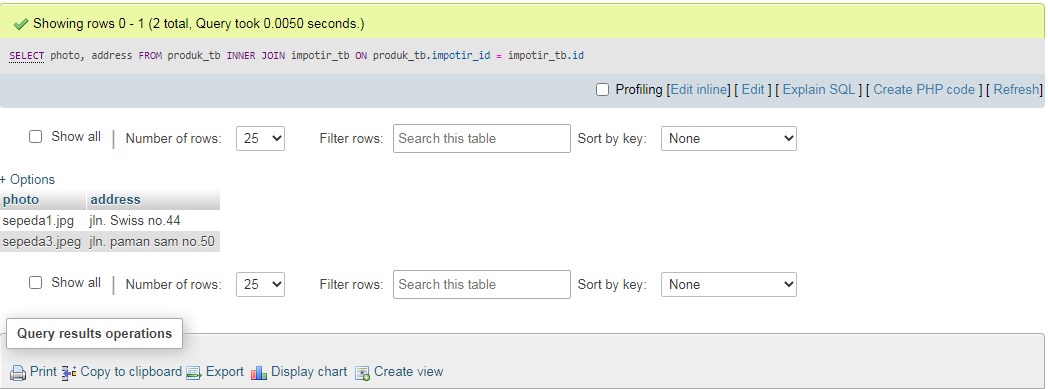 Showing rows 0 - 1 (2 total, Query took 0.0050 seconds.)
SELECT photo, address FROM produk_tb INNER JOIN impotir_tb ON produk_tb.impotir_id = impotir_tb.id
Profiling [Edit inline] [ Edit ] [ Explain SQL ] [ Create PHP code ] [ Refresh]
Show all | Number of rows: 25 Filter rows: Search this table Sort by key: None
+ Options
photo address
sepeda1.jpg jln. Swiss no.44
sepeda3.jpeg jln. paman sam no.50
Show all | Number of rows: 25 Filter rows: Search this table Sort by key: None
Query results operations
Print Copy to clipboard Export Display chart Create view